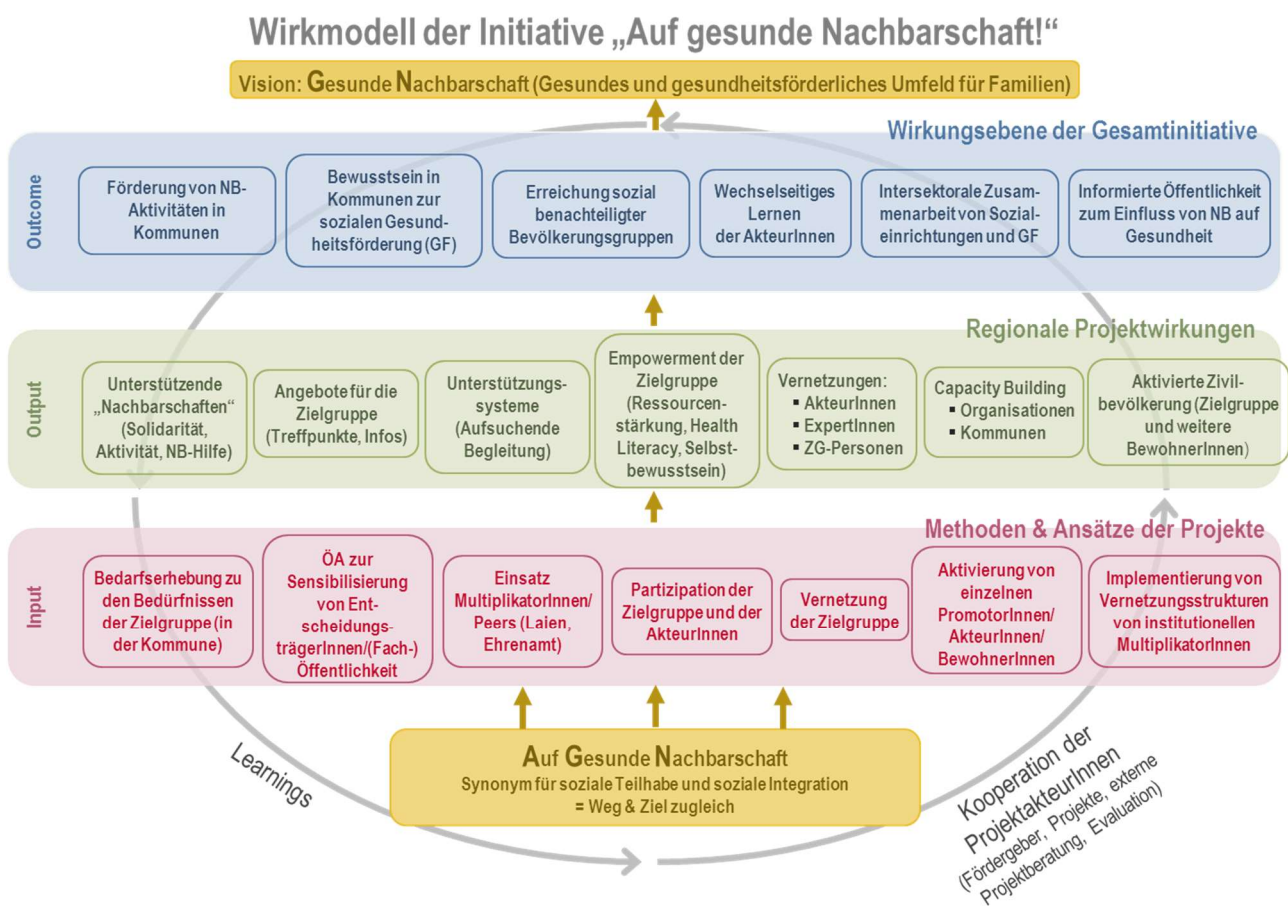 Wirkmodell der Initiative „Auf gesunde Nachbarschaft!“
Vision: Gesunde Nachbarschaft (Gesundes und gesundheitsförderliches Umfeld für Familien)
Wirkungsebene der Gesamtinitiative
Outcome
Förderung von NB-
Aktivitäten in
Kommunen
Bewusstsein in
Kommunen zur
sozialen Gesund-
heitsförderung (GF)
Erreichung sozial
benachteiligter
Bevölkerungsgruppen
Wechselseitiges
Lernen
der AkteurInnen
Intersektorale Zusam-
menarbeit von Sozial-
einrichtungen und GF
Informierte Öffentlichkeit
zum Einfluss von NB auf
Gesundheit
Regionale Projektwirkungen
Output
Unterstützende
„Nachbarschaften“
(Solidarität,
Aktivität, NB-Hilfe)
Angebote für die
Zielgruppe
(Treffpunkte, Infos)
Unterstützungs-
systeme
(Aufsuchende
Begleitung)
Empowerment der
Zielgruppe
(Ressourcen-
stärkung, Health
Literacy, Selbst-
bewusstsein)
Vernetzungen:
▪ AkteurInnen
▪ ExpertInnen
▪ ZG-Personen
Capacity Building
▪ Organisationen
▪ Kommunen
Aktivierte Zivil-
bevölkerung (Zielgruppe
und weitere
BewohnerInnen)
Methoden & Ansätze der Projekte
Input
Bedarfserhebung zu
den Bedürfnissen
der Zielgruppe (in
der Kommune)
ÖA zur
Sensibilisierung
von Ent-
scheidungs-
trägerInnen/(Fach-)
Öffentlichkeit
Einsatz
MultiplikatorInnen/
Peers (Laien,
Ehrenamt)
Partizipation der
Zielgruppe und der
AkteurInnen
Vernetzung
der Zielgruppe
Aktivierung von
einzelnen
PromotorInnen/
AkteurInnen/
BewohnerInnen
Implementierung von
Vernetzungsstrukturen
von institutionellen
MultiplikatorInnen
Auf Gesunde Nachbarschaft
Synonym für soziale Teilhabe und soziale Integration
= Weg & Ziel zugleich
Learnings
Kooperation der
ProjektakteurInnen
(Fördergeber, Projekte, externe
Projektberatung, Evaluation)